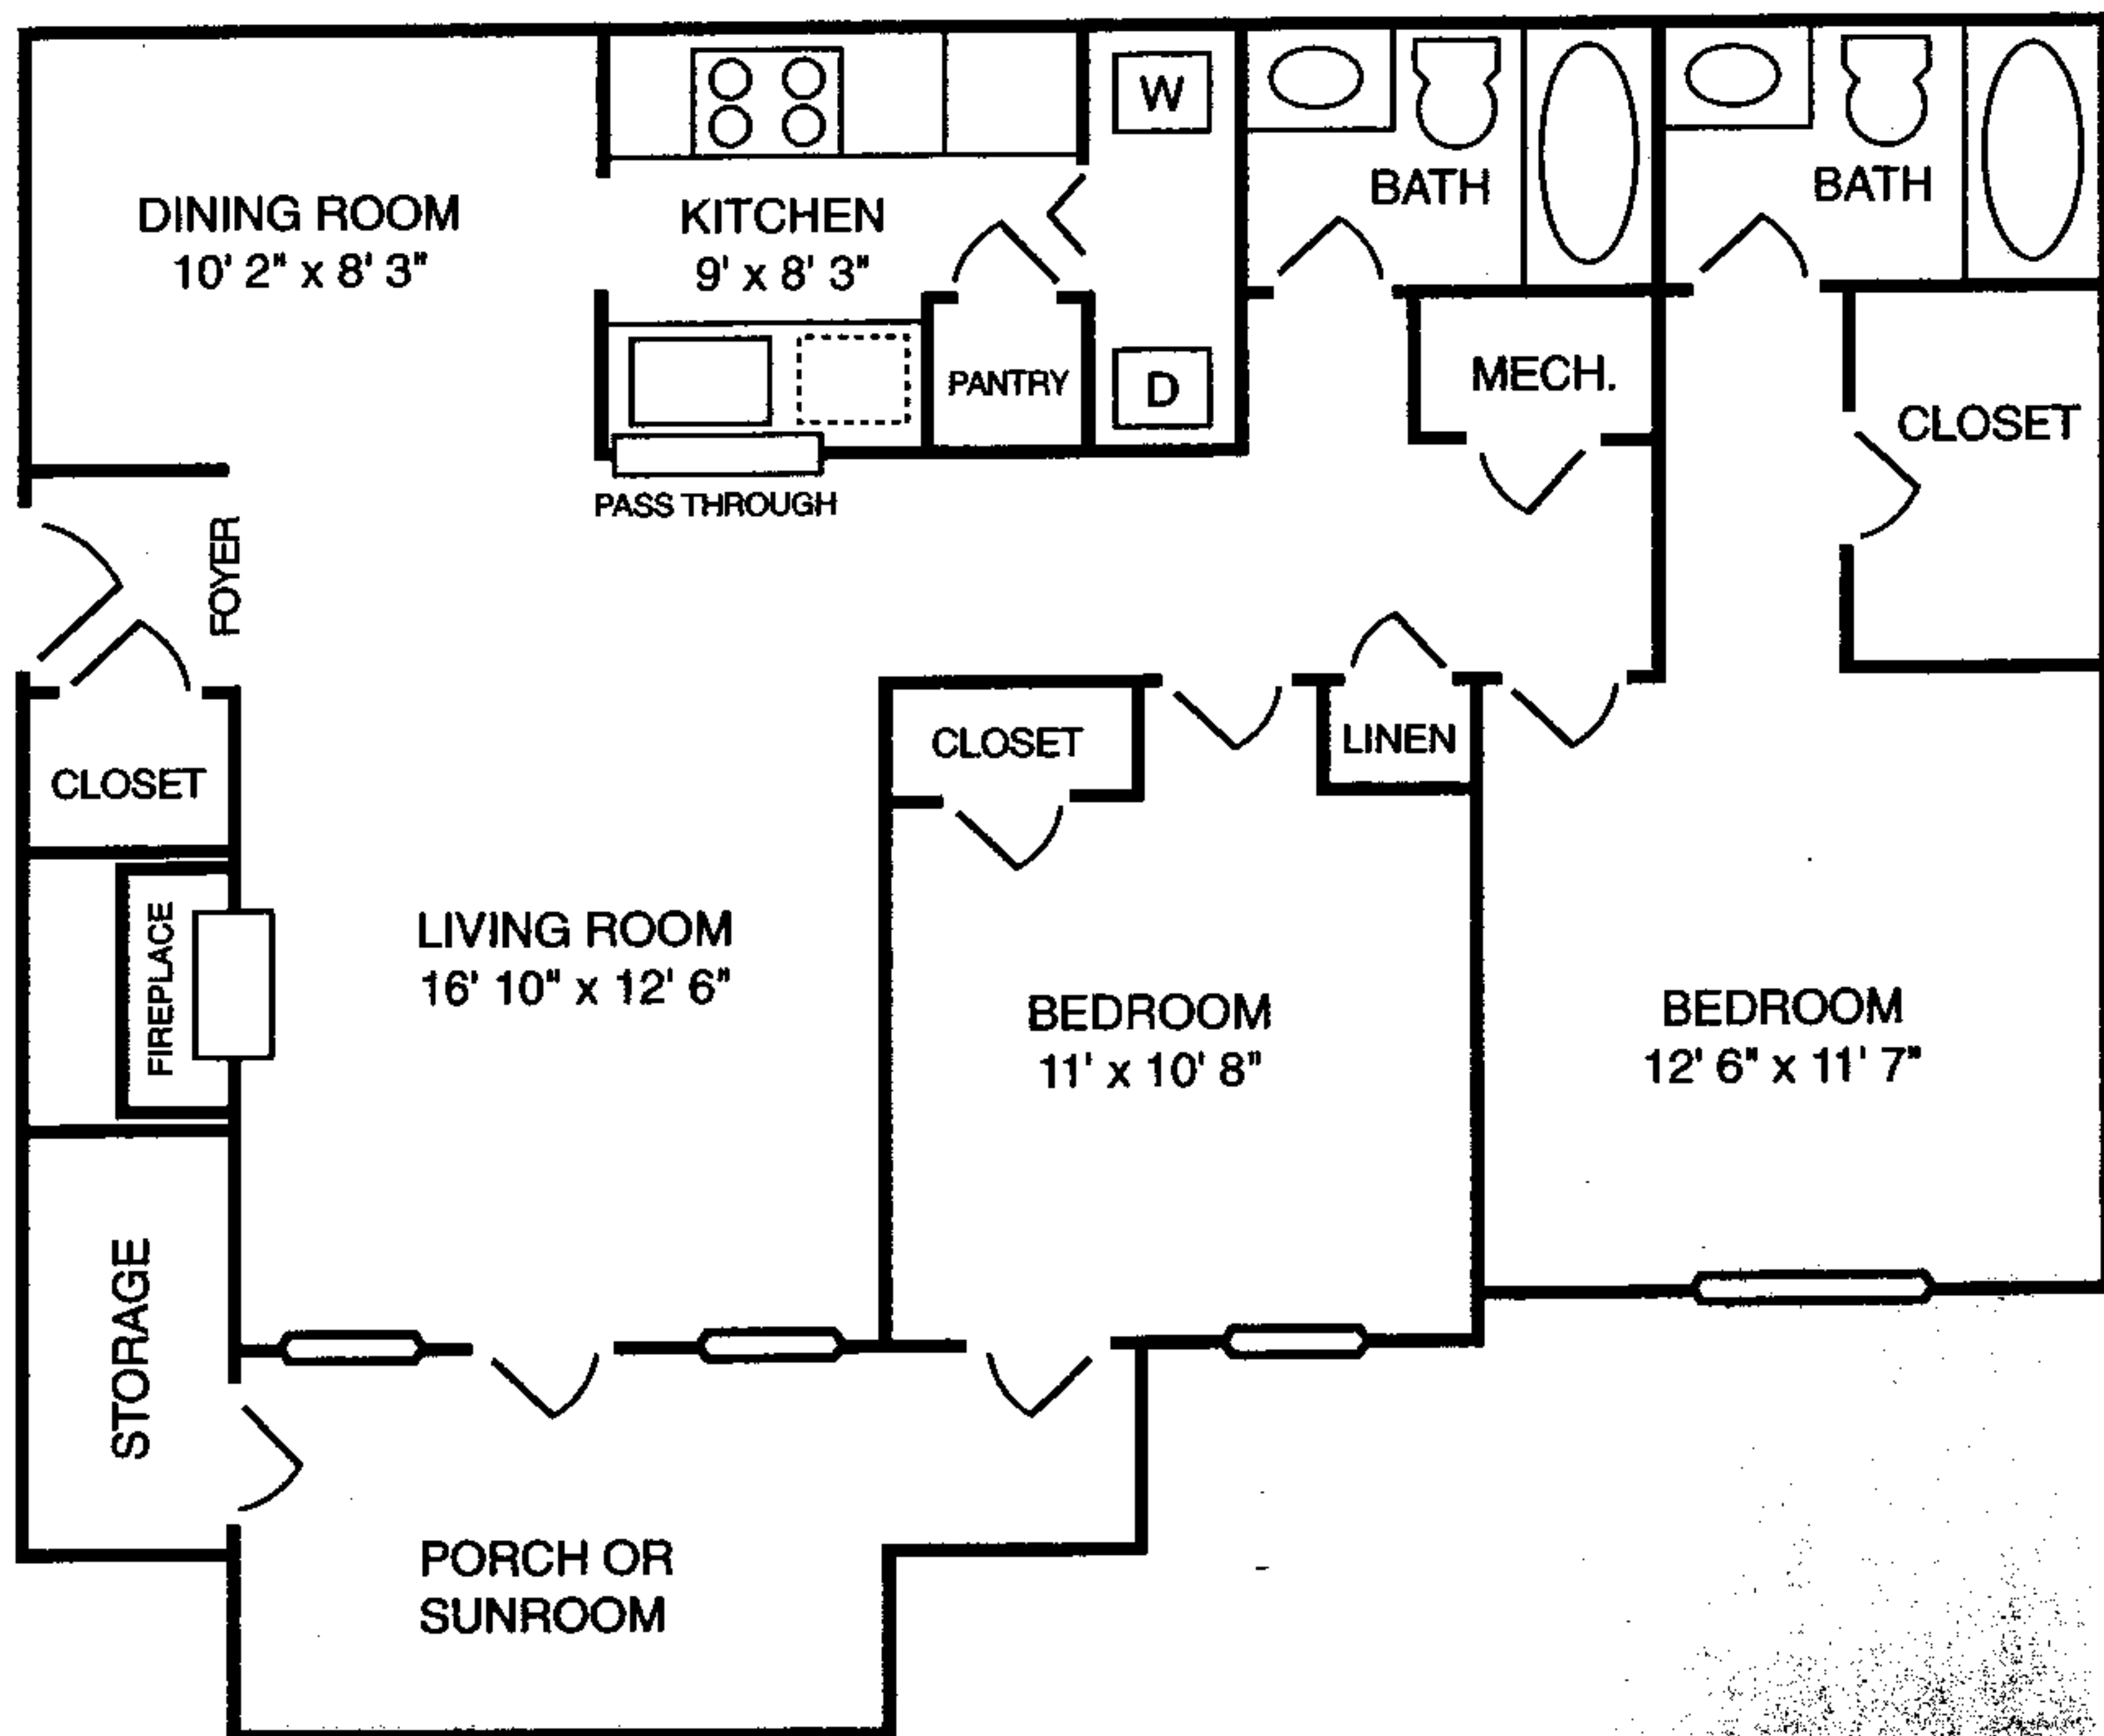 DINING ROOM
10' 2" x 8' 3"
KITCHEN
9' x 8' 3"
W
D
PANTRY
PASS THROUGH
BATH
BATH
MECH.
CLOSET
FOYER
CLOSET
FIREPLACE
LIVING ROOM
16' 10" x 12' 6"
CLOSET
LINEN
BEDROOM
11' x 10' 8"
BEDROOM
12' 6" x 11' 7"
STORAGE
PORCH OR
SUNROOM